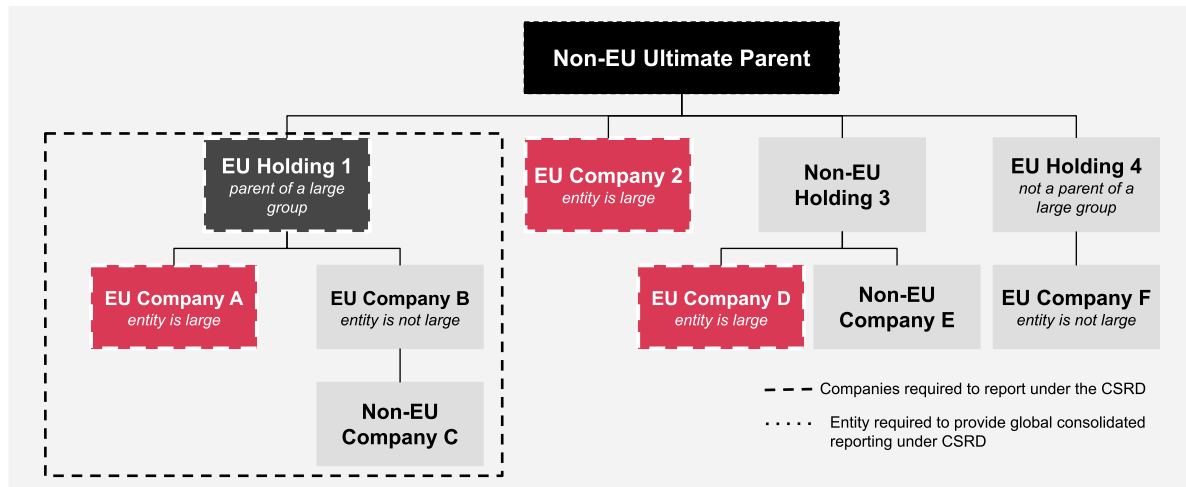 Non-EU Ultimate Parent
EU Holding 1
parent of a large
group
EU Company 2
entity is large
Non-EU
Holding 3
EU Holding 4
not a parent of a
large group
EU Company A
entity is large
EU Company B
entity is not large
EU Company D
entity is large
Non-EU
Company E
EU Company F
entity is not large
Non-EU
Company C
Companies required to report under the CSRD
Entity required to provide global consolidated
reporting under CSRD